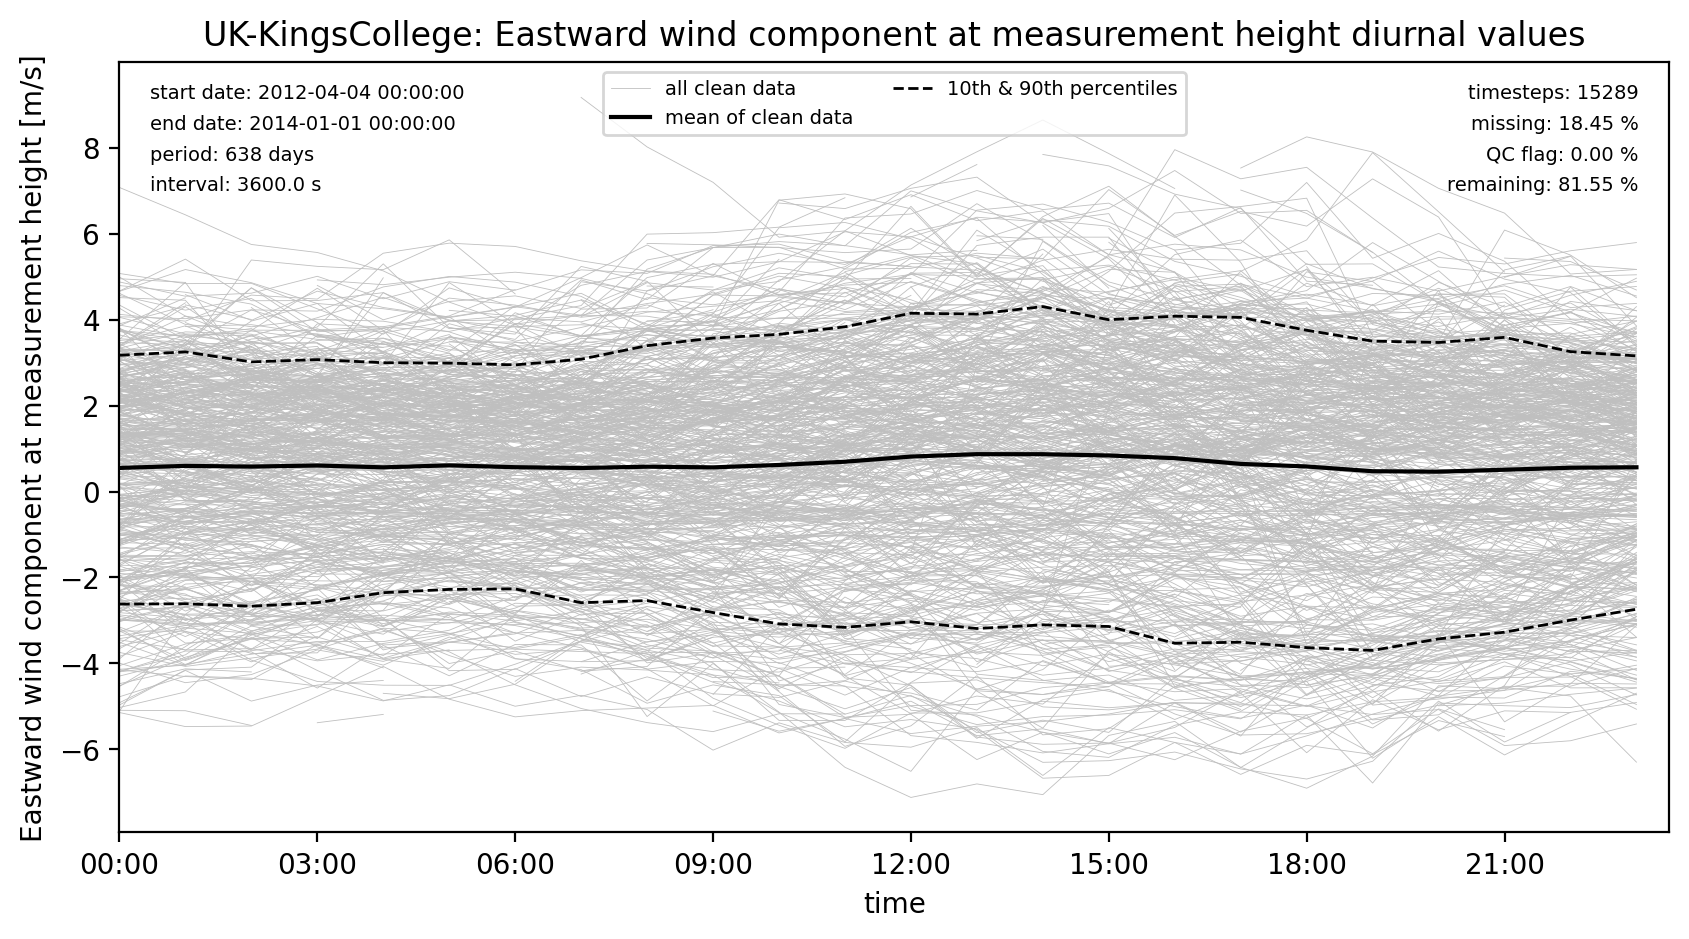 UK-KingsCollege: Eastward wind component at measurement height diurnal values
Eastward wind component at measurement height [m/s]
start date: 2012-04-04 00:00:00
end date: 2014-01-01 00:00:00
period: 638 days
interval: 3600.0 s
all clean data
mean of clean data
10th & 90th percentiles
timesteps: 15289
missing: 18.45 %
QC flag: 0.00 %
remaining: 81.55 %
8
6
4
2
0
−2
−4
−6
00:00 03:00 06:00 09:00 12:00 15:00 18:00 21:00
time